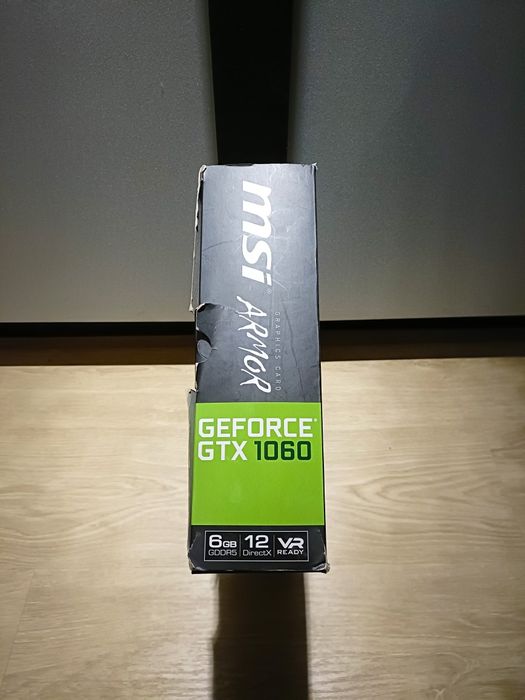 msi®
ARMOR
GRAPHICS CARD
GEFORCE®
GTX 1060
6GB
GDDR5
12
DirectX
VR
READY